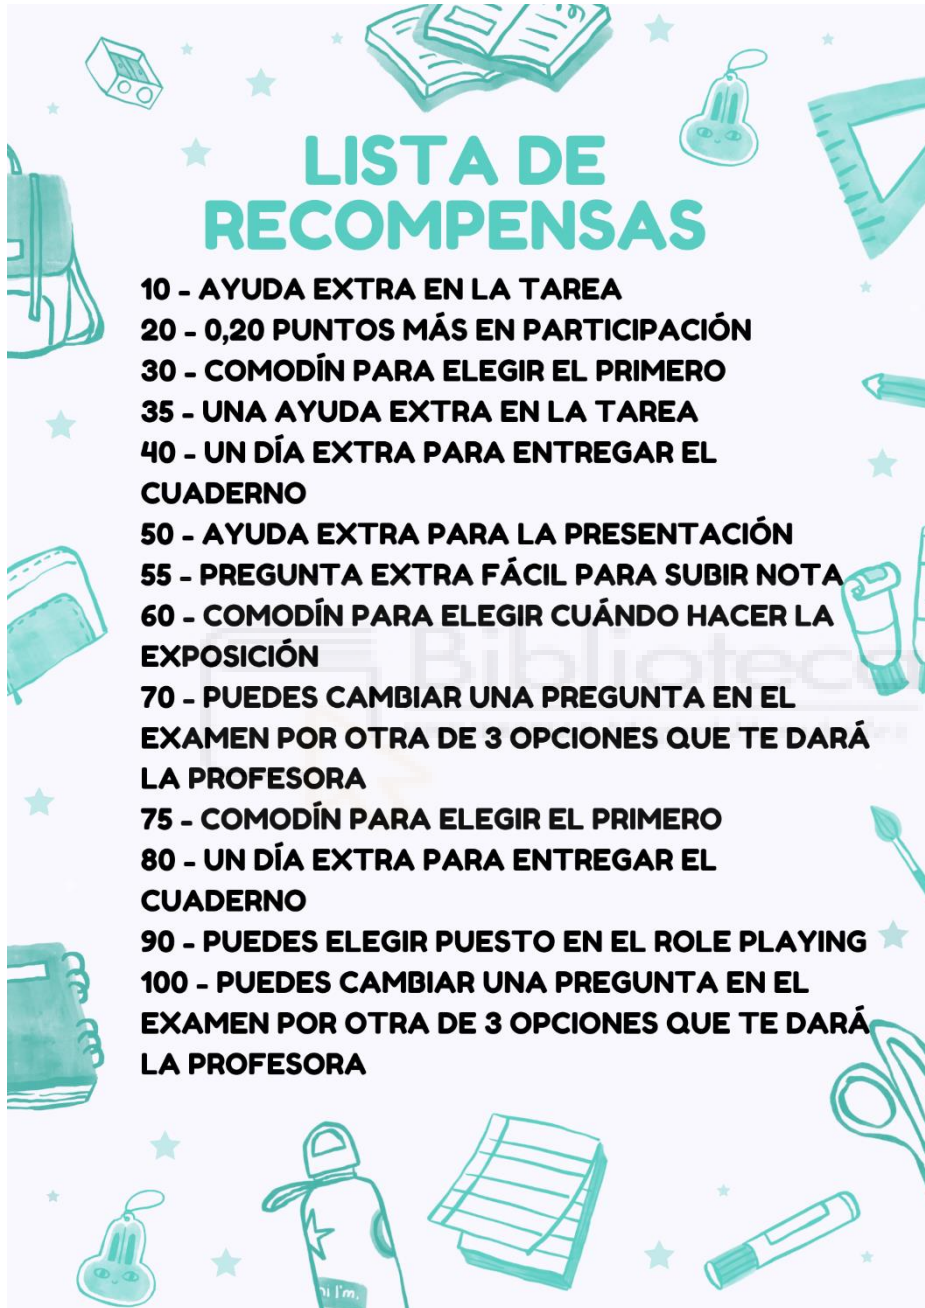 LISTA DE
RECOMPENSAS
10 - AYUDA EXTRA EN LA TAREA
20 - 0,20 PUNTOS MÁS EN PARTICIPACIÓN
30 - COMODÍN PARA ELEGIR EL PRIMERO
35 - UNA AYUDA EXTRA EN LA TAREA
40 - UN DÍA EXTRA PARA ENTREGAR EL
CUADERNO
50 - AYUDA EXTRA PARA LA PRESENTACIÓN
55 - PREGUNTA EXTRA FÁCIL PARA SUBIR NOTA
60 - COMODÍN PARA ELEGIR CUÁNDO HACER LA
EXPOSICIÓN
Biblioteca
70 - PUEDES CAMBIAR UNA PREGUNTA EN EL
EXAMEN POR OTRA DE 3 OPCIONES QUE TE DARÁ
LA PROFESORA
75 - COMODÍN PARA ELEGIR EL PRIMERO
80 - UN DÍA EXTRA PARA ENTREGAR EL
CUADERNO
90 - PUEDES ELEGIR PUESTO EN EL ROLE PLAYING
100 - PUEDES CAMBIAR UNA PREGUNTA EN EL
EXAMEN POR OTRA DE 3 OPCIONES QUE TE DARÁ
LA PROFESORA
I'm,